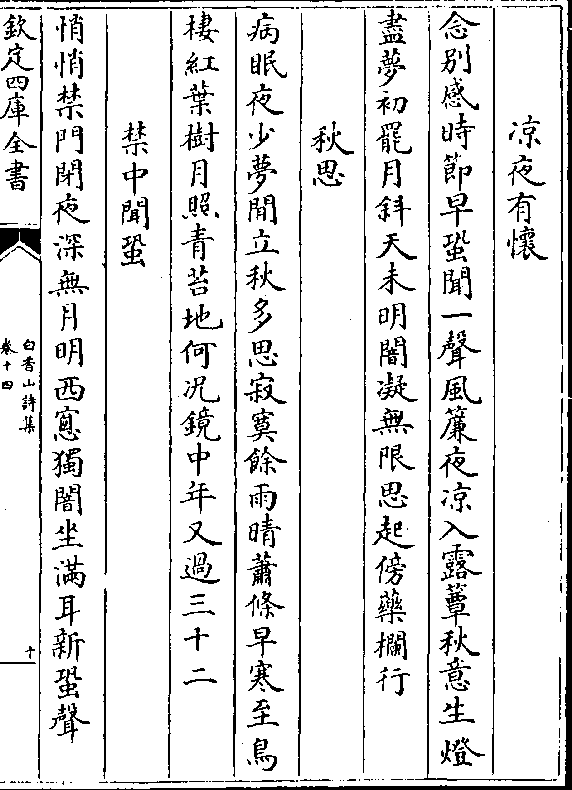 凉夜有懷
念別感時節早蛩聞一聲風簾夜凉入露蕈秋意生燈
盡夢初罷月斜天未明闇凝無限思起傍藥欄行
秋思
病眠夜少夢閒立秋多思寂寞餘雨晴蕭條早寒至鳥
棲紅葉樹月照青苔地何况鏡中年又過三十二
禁中聞蛩
悄悄禁門閉夜深無月明西窓獨闇坐滿耳新蛩聲
欽定四庫全書
白香山詩集
卷十四
十